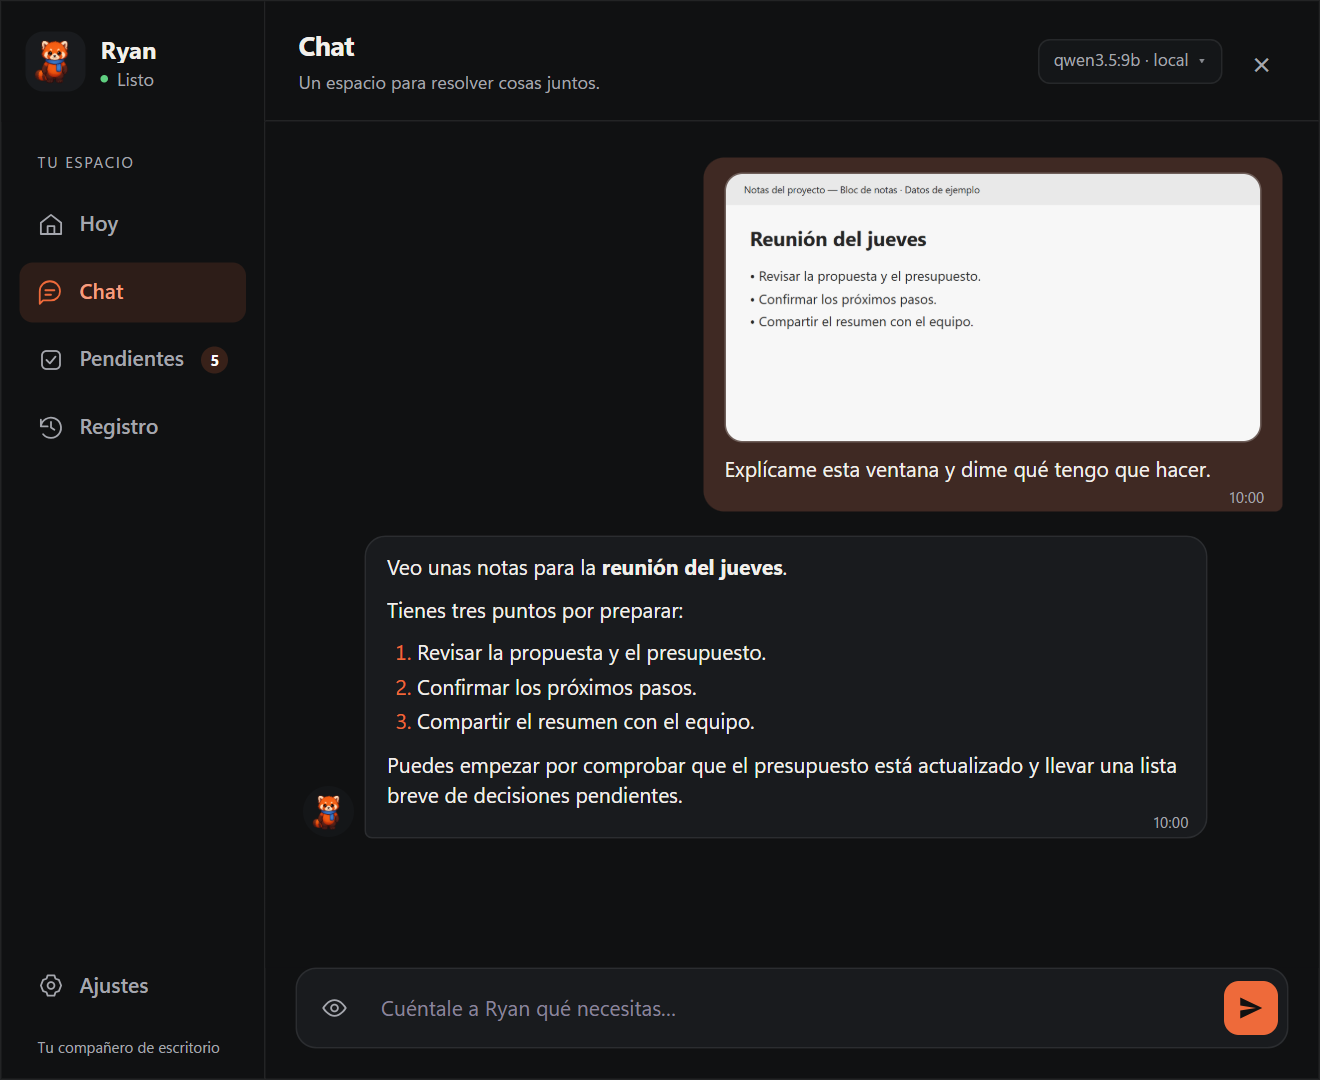 Ryan
Listo
TU ESPACIO
Hoy
Chat
Pendientes 5
Registro
Ajustes
Tu compañero de escritorio
Chat
Un espacio para resolver cosas juntos.
qwen3.5:9b · local
Notas del proyecto — Bloc de notas · Datos de ejemplo
Reunión del jueves
• Revisar la propuesta y el presupuesto.
• Confirmar los próximos pasos.
• Compartir el resumen con el equipo.
Explícame esta ventana y dime qué tengo que hacer.
10:00
Veo unas notas para la reunión del jueves.
Tienes tres puntos por preparar:
1. Revisar la propuesta y el presupuesto.
2. Confirmar los próximos pasos.
3. Compartir el resumen con el equipo.
Puedes empezar por comprobar que el presupuesto está actualizado y llevar una lista
breve de decisiones pendientes.
10:00
Cuéntale a Ryan qué necesitas...